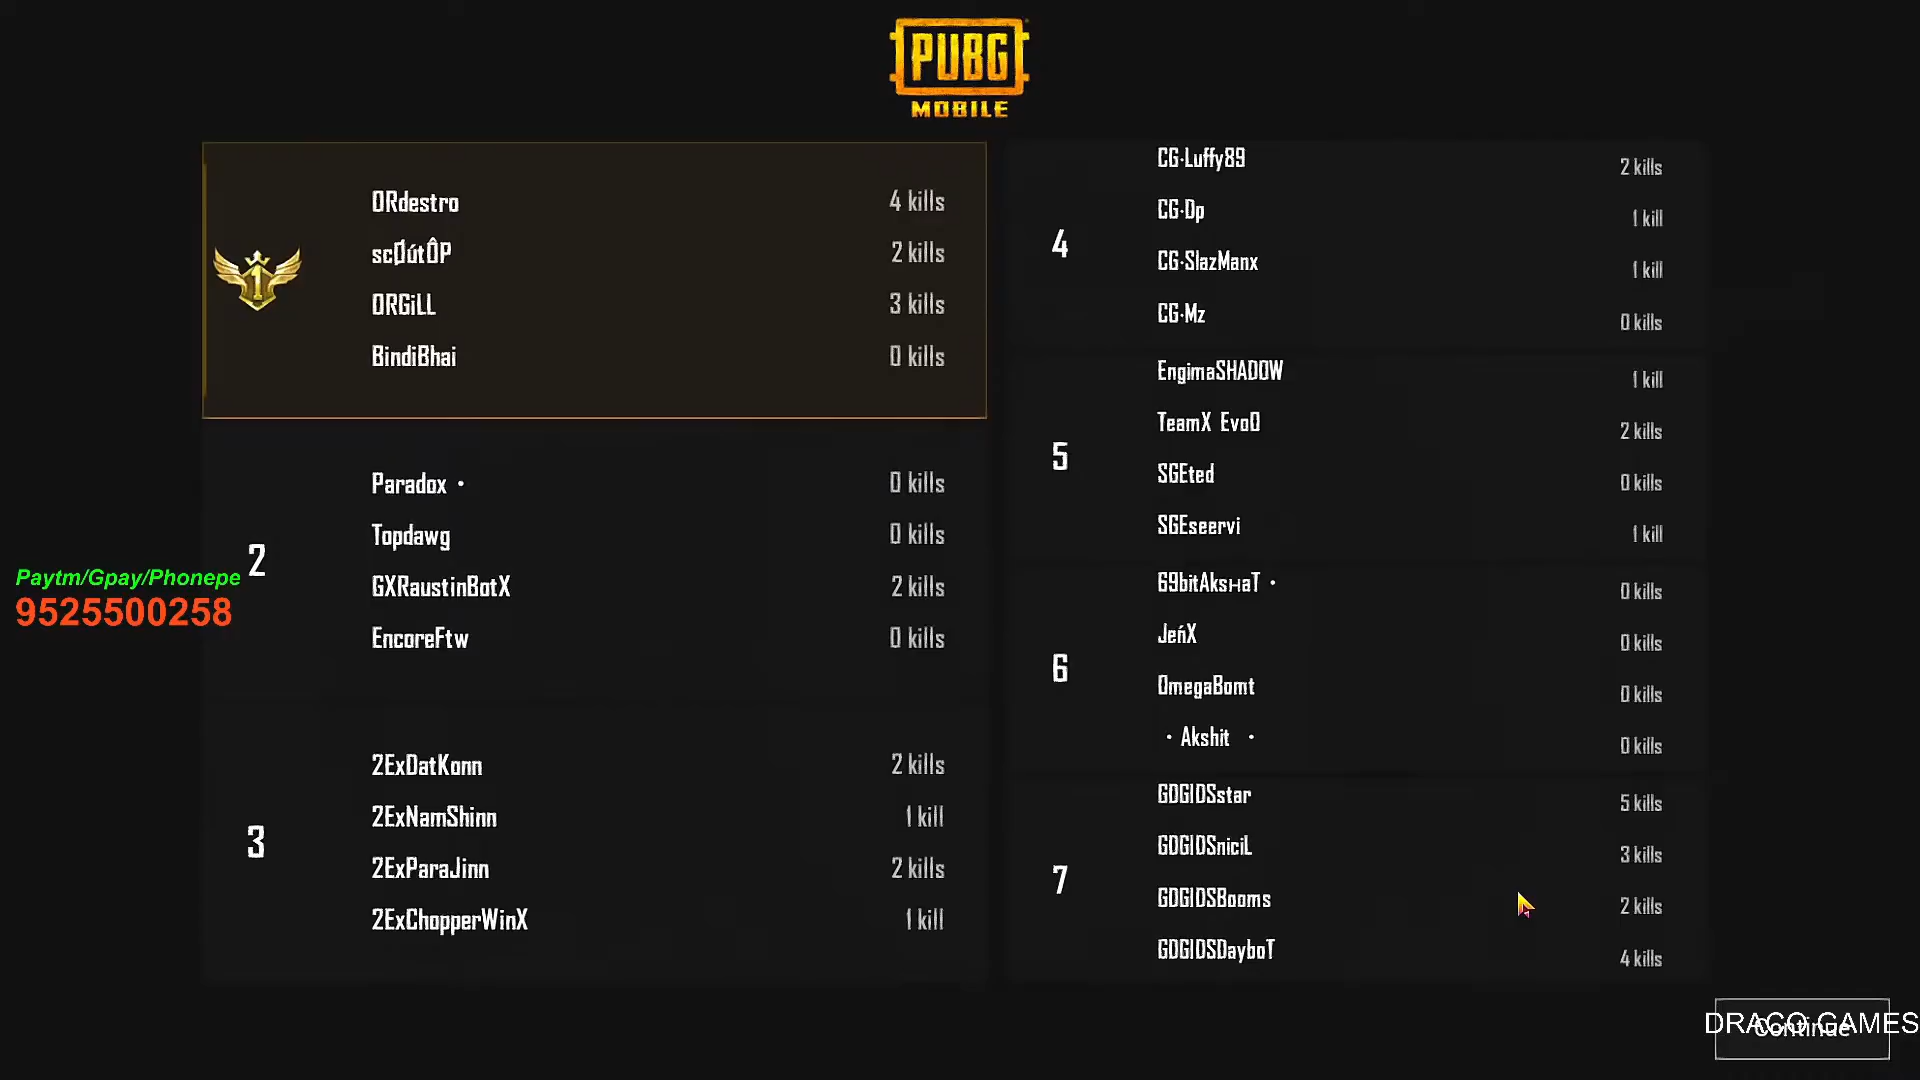 PUBG
MOBILE
1
ORdestro 4 kills
scØútÔP 2 kills
ORGiLL 3 kills
BindiBhai 0 kills
2
Paradox • 0 kills
Topdawg 0 kills
GXRaustinBotX 2 kills
EncoreFtw 0 kills
3
2ExDatKonn 2 kills
2ExNamShinn 1 kill
2ExParaJinn 2 kills
2ExChopperWinX 1 kill
4
CG·Luffy89 2 kills
CG·Dp 1 kill
CG·SlazManx 1 kill
CG·Mz 0 kills
5
EngimaSHADOW 1 kill
TeamX EvoO 2 kills
SGEted 0 kills
SGEseervi 1 kill
6
69bitAksнaT • 0 kills
JeńX 0 kills
OmegaBomt 0 kills
• Akshit • 0 kills
7
GDGIDSstar 5 kills
GDGIDSniciL 3 kills
GDGIDSBooms 2 kills
GDGIDSDayboT 4 kills
Paytm/Gpay/Phonepe
9525500258
DRACO GAMES
Continue